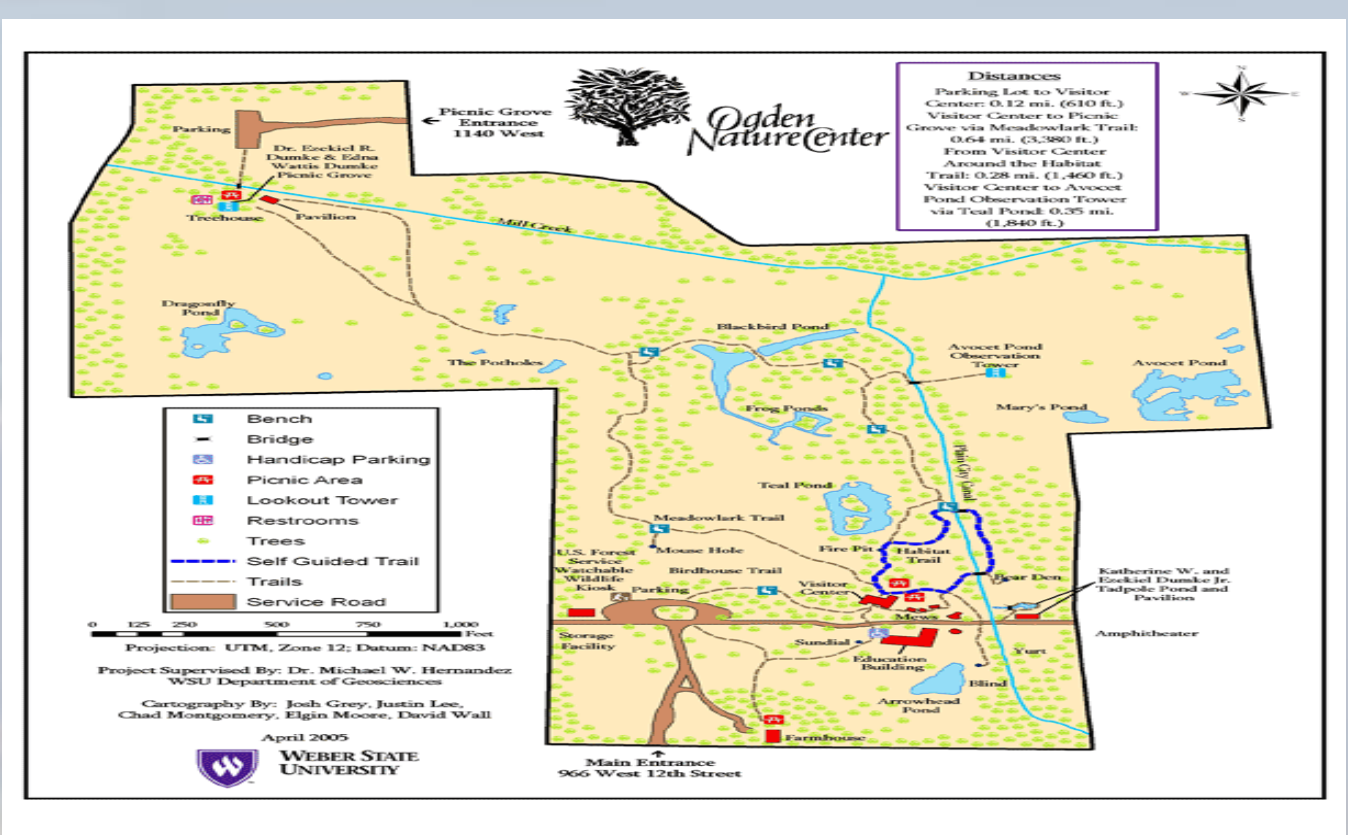 Picnic Grove
Entrance
1140 West
Ogden
Nature Center
Distances
Parking Lot to Visitor
Center: 0.12 mi. (610 ft.)
Visitor Center to Picnic
Grove via Meadowlark Trail:
0.64 mi. (3,380 ft.)
From Visitor Center
Around the Habitat
Trail: 0.28 mi. (1,460 ft.)
Visitor Center to Avocet
Pond Observation Tower
via Teal Pond: 0.35 mi.
(1,840 ft.)
N
W
E
S
Parking
Dr. Ezekiel R.
Dumke & Edna
Wattis Dumke
Picnic Grove
Treehouse
Pavilion
Mill Creek
Dragonfly
Pond
The Potholes
Blackbird Pond
Avocet Pond
Observation
Tower
Avocet Pond
Mary's Pond
Frog Ponds
Plain City Canal
Teal Pond
Meadowlark Trail
Mouse Hole
Fire Pit
Habitat
Trail
U.S. Forest
Service
Watchable
Wildlife
Kiosk
Birdhouse Trail
Parking
Visitor
Center
Bear Den
Katherine W. and
Ezekiel Dumke Jr.
Tadpole Pond and
Pavilion
Mews
Storage
Facility
Sundial
Education
Building
Amphitheater
Yurt
Blind
Arrowhead
Pond
Farmhouse
Main Entrance
966 West 12th Street
Bench
Bridge
Handicap Parking
Picnic Area
Lookout Tower
Restrooms
Trees
Self Guided Trail
Trails
Service Road
0 125 250 500 750 1,000
Feet
Projection: UTM, Zone 12; Datum: NAD83
Project Supervised By: Dr. Michael W. Hernandez
WSU Department of Geosciences
Cartography By: Josh Grey, Justin Lee,
Chad Montgomery, Elgin Moore, David Wall
April 2005
W
WEBER STATE
UNIVERSITY